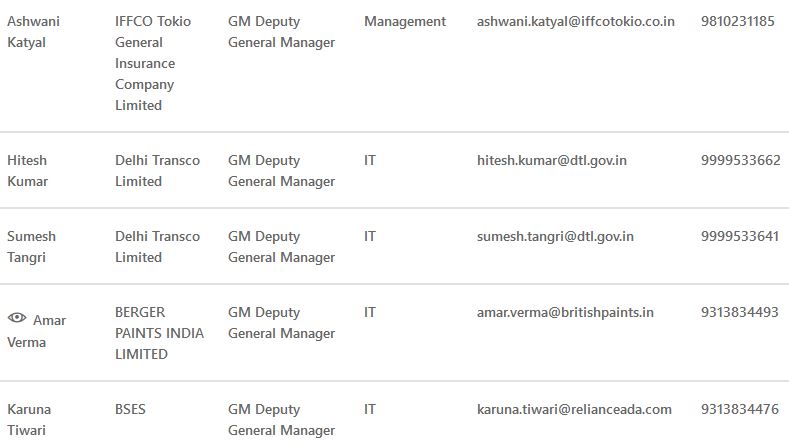 Ashwani Katyal IFFCO Tokio General Insurance Company Limited GM Deputy General Manager Management ashwani.katyal@iffcotokio.co.in 9810231185
Hitesh Kumar Delhi Transco Limited GM Deputy General Manager IT hitesh.kumar@dtl.gov.in 9999533662
Sumesh Tangri Delhi Transco Limited GM Deputy General Manager IT sumesh.tangri@dtl.gov.in 9999533641
Amar Verma BERGER PAINTS INDIA LIMITED GM Deputy General Manager IT amar.verma@britishpaints.in 9313834493
Karuna Tiwari BSES GM Deputy General Manager IT karuna.tiwari@relianceada.com 9313834476